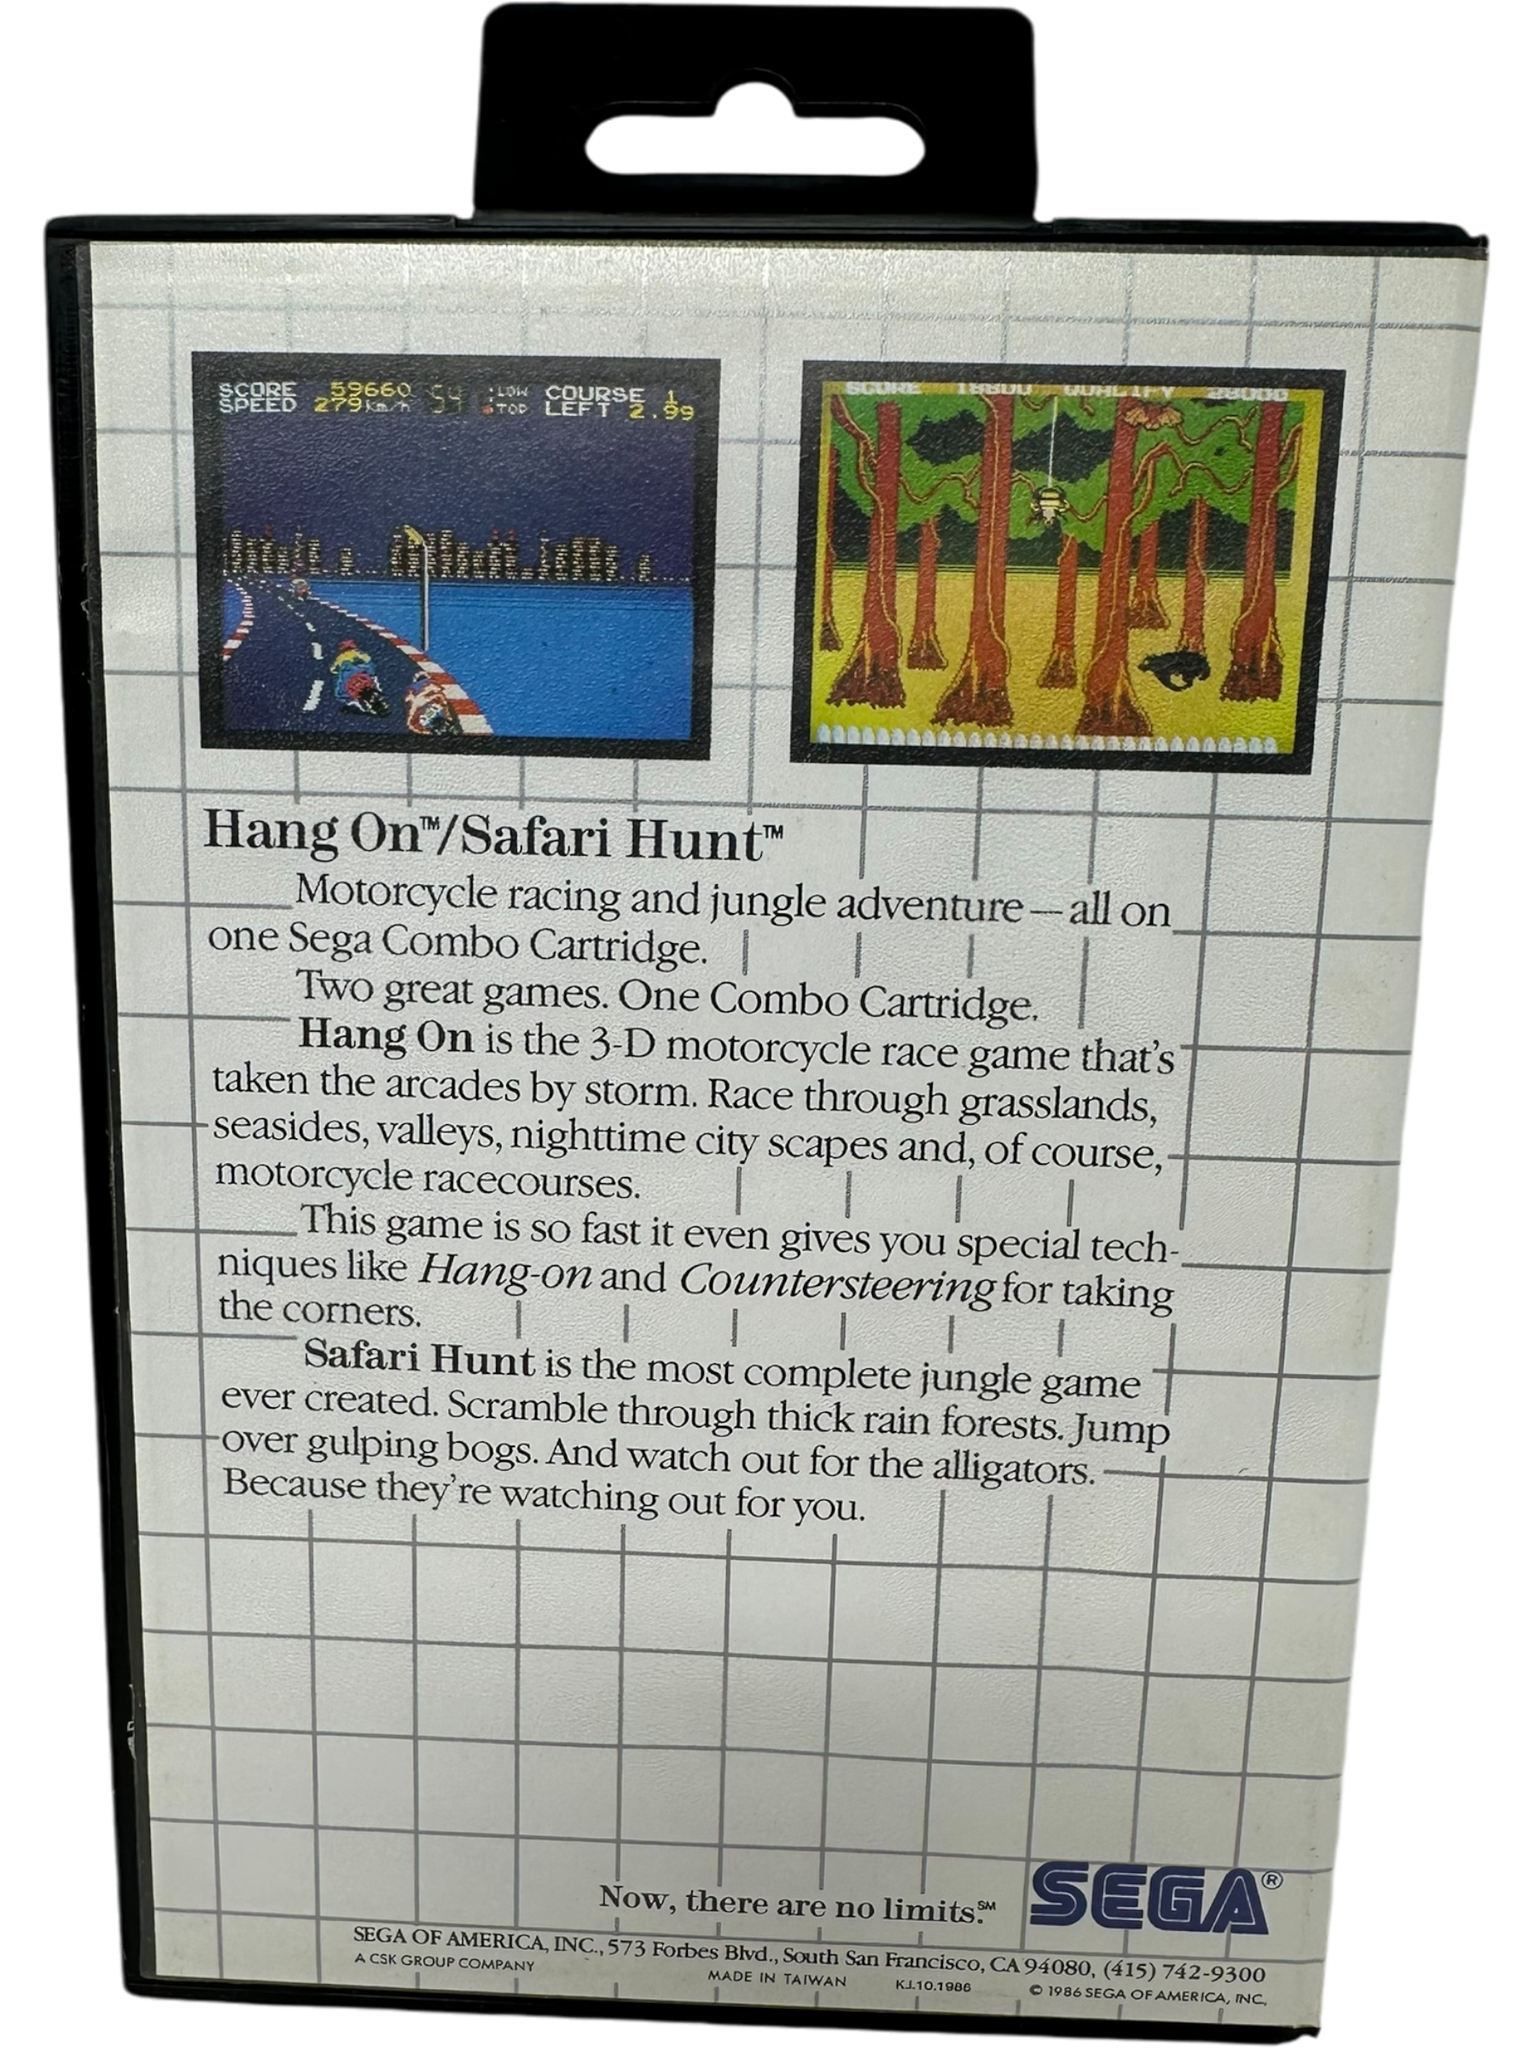 SCORE 59660 54 :LOW COURSE 1
SPEED 279km/h TOP LEFT 2.99
SCORE 18800 QUALIFY 28000
Hang On™/Safari Hunt™
Motorcycle racing and jungle adventure—all on
one Sega Combo Cartridge.
Two great games. One Combo Cartridge.
Hang On is the 3-D motorcycle race game that's
taken the arcades by storm. Race through grasslands,
seasides, valleys, nighttime city scapes and, of course,
motorcycle racecourses.
This game is so fast it even gives you special tech-
niques like Hang-on and Countersteering for taking
the corners.
Safari Hunt is the most complete jungle game
ever created. Scramble through thick rain forests. Jump
over gulping bogs. And watch out for the alligators.
Because they're watching out for you.
Now, there are no limits.℠ SEGA®
SEGA OF AMERICA, INC., 573 Forbes Blvd., South San Francisco, CA 94080, (415) 742-9300
A CSK GROUP COMPANY
MADE IN TAIWAN K.J.10.1986 © 1986 SEGA OF AMERICA, INC,